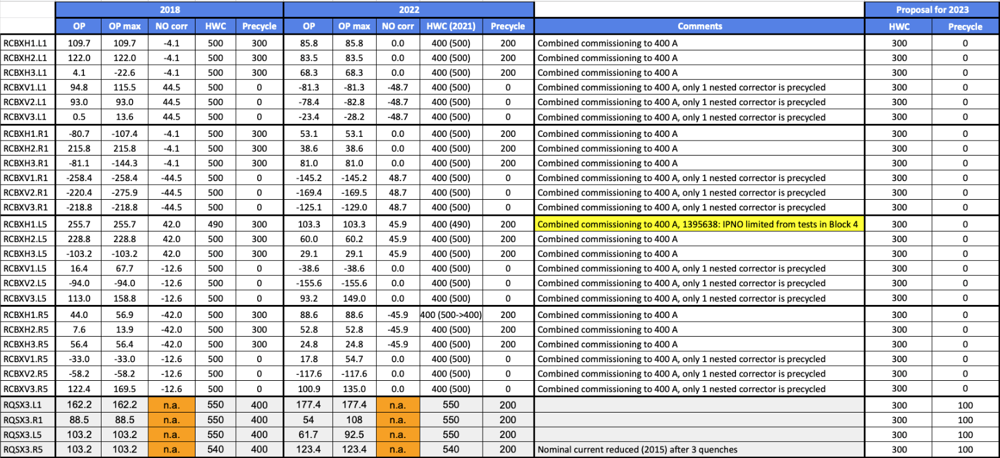 2018 2022 Proposal for 2023
OP OP max NO corr HWC Precycle OP OP max NO corr HWC (2021) Precycle Comments HWC Precycle
RCBXH1.L1 109.7 109.7 -4.1 500 300 85.8 85.8 0.0 400 (500) 200 Combined commissioning to 400 A 300 0
RCBXH2.L1 122.0 122.0 -4.1 500 300 83.5 83.5 0.0 400 (500) 200 Combined commissioning to 400 A 300 0
RCBXH3.L1 4.1 -22.6 -4.1 500 300 68.3 68.3 0.0 400 (500) 200 Combined commissioning to 400 A 300 0
RCBXV1.L1 94.8 115.5 44.5 500 0 -81.3 -81.3 -48.7 400 (500) 0 Combined commissioning to 400 A, only 1 nested corrector is precycled 300 0
RCBXV2.L1 93.0 93.0 44.5 500 0 -78.4 -82.8 -48.7 400 (500) 0 Combined commissioning to 400 A, only 1 nested corrector is precycled 300 0
RCBXV3.L1 0.5 13.6 44.5 500 0 -23.4 -28.2 -48.7 400 (500) 0 Combined commissioning to 400 A, only 1 nested corrector is precycled 300 0
RCBXH1.R1 -80.7 -107.4 -4.1 500 300 53.1 53.1 0.0 400 (500) 200 Combined commissioning to 400 A 300 0
RCBXH2.R1 215.8 215.8 -4.1 500 300 38.6 38.6 0.0 400 (500) 200 Combined commissioning to 400 A 300 0
RCBXH3.R1 -81.1 -144.3 -4.1 500 300 81.0 81.0 0.0 400 (500) 200 Combined commissioning to 400 A 300 0
RCBXV1.R1 -258.4 -258.4 -44.5 500 0 -145.2 -145.2 48.7 400 (500) 0 Combined commissioning to 400 A, only 1 nested corrector is precycled 300 0
RCBXV2.R1 -220.4 -275.9 -44.5 500 0 -169.4 -169.5 48.7 400 (500) 0 Combined commissioning to 400 A, only 1 nested corrector is precycled 300 0
RCBXV3.R1 -218.8 -218.8 -44.5 500 0 -125.1 -129.0 48.7 400 (500) 0 Combined commissioning to 400 A, only 1 nested corrector is precycled 300 0
RCBXH1.L5 255.7 255.7 42.0 490 300 103.3 103.3 45.9 400 (490) 200 Combined commissioning to 400 A, 1395638: IPNO limited from tests in Block 4 300 0
RCBXH2.L5 228.8 228.8 42.0 500 300 60.0 60.2 45.9 400 (500) 200 Combined commissioning to 400 A 300 0
RCBXH3.L5 -103.2 -103.2 42.0 500 300 29.1 29.1 45.9 400 (500) 200 Combined commissioning to 400 A 300 0
RCBXV1.L5 16.4 67.7 -12.6 500 0 -38.6 -38.6 0.0 400 (500) 0 Combined commissioning to 400 A, only 1 nested corrector is precycled 300 0
RCBXV2.L5 -94.0 -94.0 -12.6 500 0 -155.6 -155.6 0.0 400 (500) 0 Combined commissioning to 400 A, only 1 nested corrector is precycled 300 0
RCBXV3.L5 113.0 158.8 -12.6 500 0 93.2 149.0 0.0 400 (500) 0 Combined commissioning to 400 A, only 1 nested corrector is precycled 300 0
RCBXH1.R5 44.0 56.9 -42.0 500 300 88.6 88.6 -45.9 400 (500->400) 200 Combined commissioning to 400 A 300 0
RCBXH2.R5 7.6 13.9 -42.0 500 300 52.8 52.8 -45.9 400 (500) 200 Combined commissioning to 400 A 300 0
RCBXH3.R5 56.4 56.4 -42.0 500 300 24.8 24.8 -45.9 400 (500) 200 Combined commissioning to 400 A 300 0
RCBXV1.R5 -33.0 -33.0 -12.6 500 0 17.8 54.7 0.0 400 (500) 0 Combined commissioning to 400 A, only 1 nested corrector is precycled 300 0
RCBXV2.R5 -58.2 -58.2 -12.6 500 0 -117.6 -117.6 0.0 400 (500) 0 Combined commissioning to 400 A, only 1 nested corrector is precycled 300 0
RCBXV3.R5 122.4 169.5 -12.6 500 0 100.9 135.0 0.0 400 (500) 0 Combined commissioning to 400 A, only 1 nested corrector is precycled 300 0
RQSX3.L1 162.2 162.2 n.a. 550 400 177.4 177.4 n.a. 550 200 300 100
RQSX3.R1 88.5 88.5 n.a. 550 400 54 108 n.a. 550 200 300 100
RQSX3.L5 103.2 103.2 n.a. 550 400 61.7 92.5 n.a. 550 200 300 100
RQSX3.R5 103.2 103.2 n.a. 540 400 123.4 123.4 n.a. 540 200 Nominal current reduced (2015) after 3 quenches 300 100